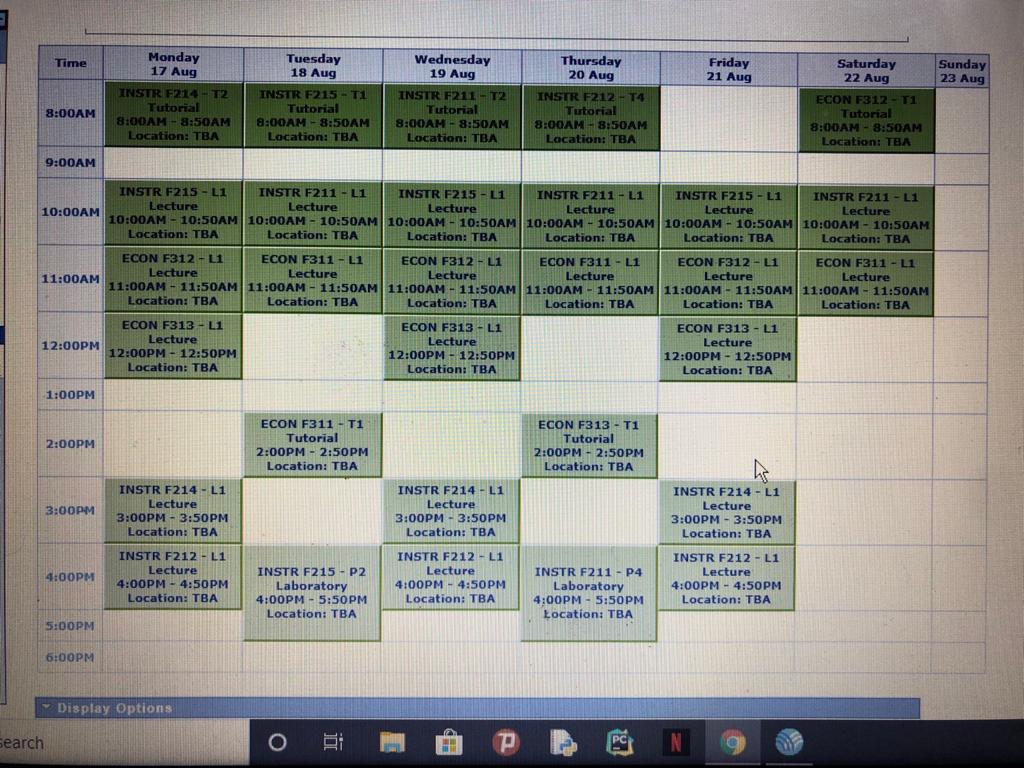 Time Monday 17 Aug Tuesday 18 Aug Wednesday 19 Aug Thursday 20 Aug Friday 21 Aug Saturday 22 Aug Sunday 23 Aug
8:00AM
INSTR F214 - T2
Tutorial
8:00AM - 8:50AM
Location: TBA
INSTR F215 - T1
Tutorial
8:00AM - 8:50AM
Location: TBA
INSTR F211 - T2
Tutorial
8:00AM - 8:50AM
Location: TBA
INSTR F212 - T4
Tutorial
8:00AM - 8:50AM
Location: TBA
ECON F312 - T1
Tutorial
8:00AM - 8:50AM
Location: TBA
9:00AM
10:00AM
INSTR F215 - L1
Lecture
10:00AM - 10:50AM
Location: TBA
INSTR F211 - L1
Lecture
10:00AM - 10:50AM
Location: TBA
INSTR F215 - L1
Lecture
10:00AM - 10:50AM
Location: TBA
INSTR F211 - L1
Lecture
10:00AM - 10:50AM
Location: TBA
INSTR F215 - L1
Lecture
10:00AM - 10:50AM
Location: TBA
INSTR F211 - L1
Lecture
10:00AM - 10:50AM
Location: TBA
11:00AM
ECON F312 - L1
Lecture
11:00AM - 11:50AM
Location: TBA
ECON F311 - L1
Lecture
11:00AM - 11:50AM
Location: TBA
ECON F312 - L1
Lecture
11:00AM - 11:50AM
Location: TBA
ECON F311 - L1
Lecture
11:00AM - 11:50AM
Location: TBA
ECON F312 - L1
Lecture
11:00AM - 11:50AM
Location: TBA
ECON F311 - L1
Lecture
11:00AM - 11:50AM
Location: TBA
12:00PM
ECON F313 - L1
Lecture
12:00PM - 12:50PM
Location: TBA
ECON F313 - L1
Lecture
12:00PM - 12:50PM
Location: TBA
ECON F313 - L1
Lecture
12:00PM - 12:50PM
Location: TBA
1:00PM
2:00PM
ECON F311 - T1
Tutorial
2:00PM - 2:50PM
Location: TBA
ECON F313 - T1
Tutorial
2:00PM - 2:50PM
Location: TBA
3:00PM
INSTR F214 - L1
Lecture
3:00PM - 3:50PM
Location: TBA
INSTR F214 - L1
Lecture
3:00PM - 3:50PM
Location: TBA
INSTR F214 - L1
Lecture
3:00PM - 3:50PM
Location: TBA
4:00PM
INSTR F212 - L1
Lecture
4:00PM - 4:50PM
Location: TBA
INSTR F215 - P2
Laboratory
4:00PM - 5:50PM
Location: TBA
INSTR F212 - L1
Lecture
4:00PM - 4:50PM
Location: TBA
INSTR F211 - P4
Laboratory
4:00PM - 5:50PM
Location: TBA
INSTR F212 - L1
Lecture
4:00PM - 4:50PM
Location: TBA
5:00PM
6:00PM
Display Options
search
PC
N